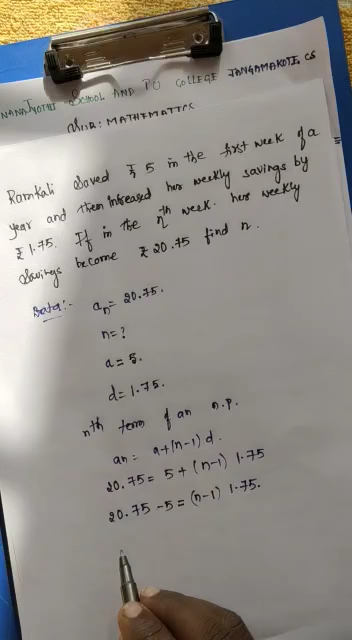 SCHOOL AND PU COLLEGE JANGAMAKOTE, CS
SUB: MATHEMATICS
Ramkali saved ₹ 5 in the first week of a
year and then increased her weekly savings by
₹ 1.75. If in the nth week. her weekly
savings become ₹ 20.75 find n.
Data:-
an = 20.75.
n = ?
a = 5.
d = 1.75.
nth term of an A.P.
an = a+(n-1) d.
20.75 = 5 + (n-1) 1.75
20.75 - 5 = (n-1) 1.75.